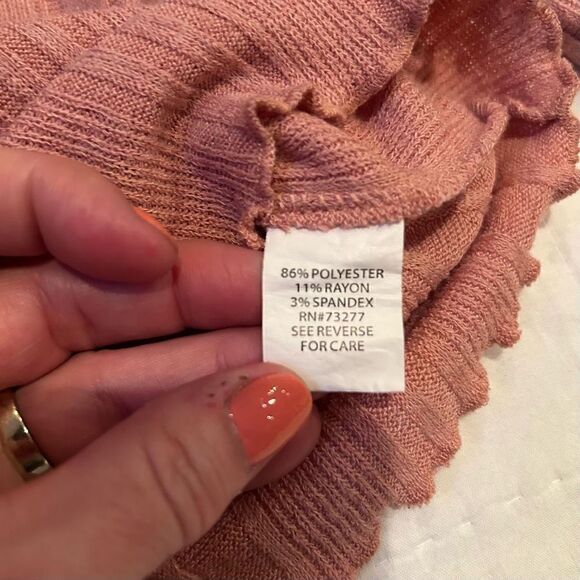 86% POLYESTER
11% RAYON
3% SPANDEX
RN#73277
SEE REVERSE
FOR CARE